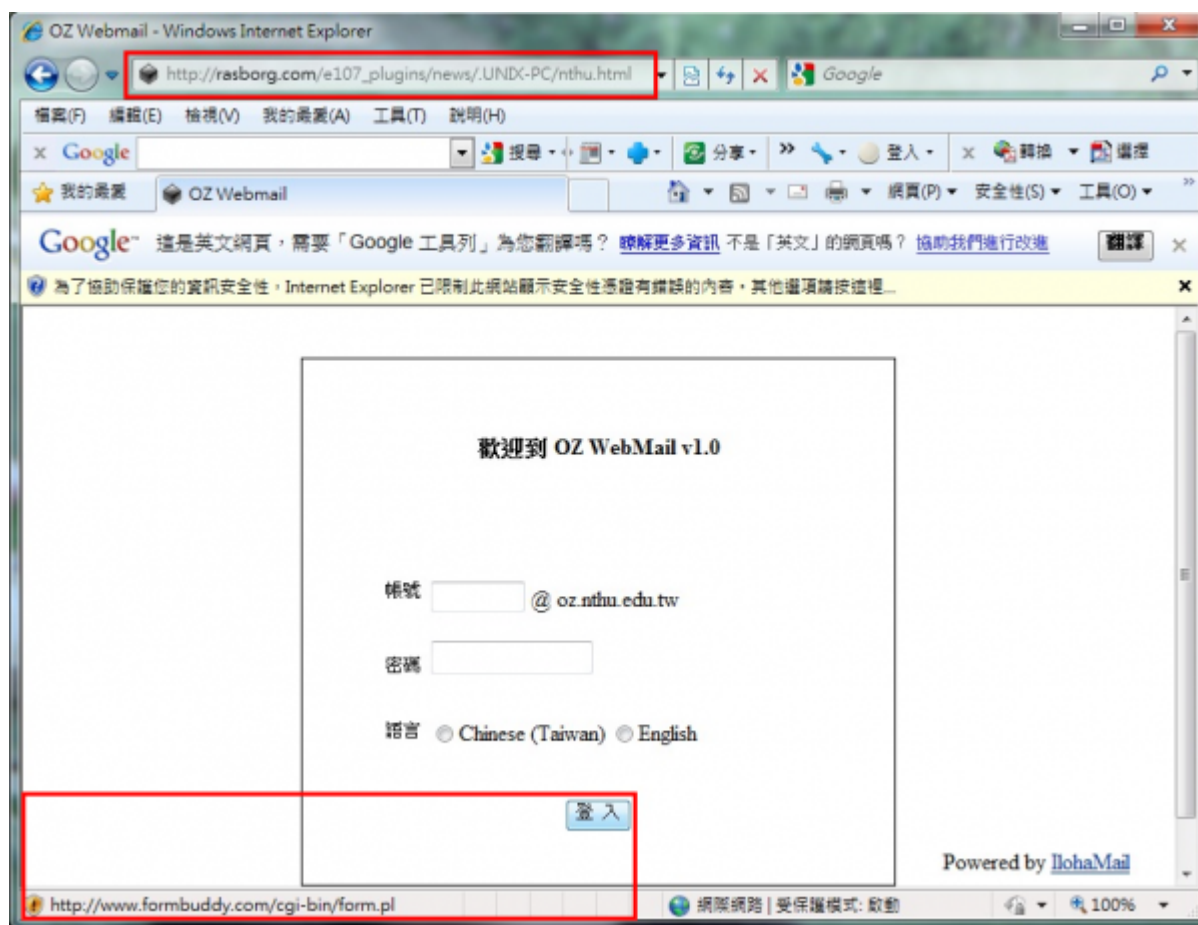 OZ Webmail - Windows Internet Explorer
http://rasborg.com/e107_plugins/news/.UNIX-PC/nthu.html Google
檔案(F) 編輯(E) 檢視(V) 我的最愛(A) 工具(T) 說明(H)
x Google 搜尋 分享 登入 x 轉換 選擇
我的最愛 OZ Webmail 網頁(P) 安全性(S) 工具(O)
Google 這是英文網頁，需要「Google 工具列」為您翻譯嗎？ 瞭解更多資訊 不是「英文」的網頁嗎？ 協助我們進行改進 翻譯
為了協助保護您的資訊安全性，Internet Explorer 已限制此網站顯示安全性憑證有錯誤的內容，其他選項請按這裡...
歡迎到 OZ WebMail v1.0
帳號 @ oz.nthu.edu.tw
密碼
語言 Chinese (Taiwan) English
登入
Powered by IlohaMail
http://www.formbuddy.com/cgi-bin/form.pl 網際網路 | 受保護模式: 啟動 100%